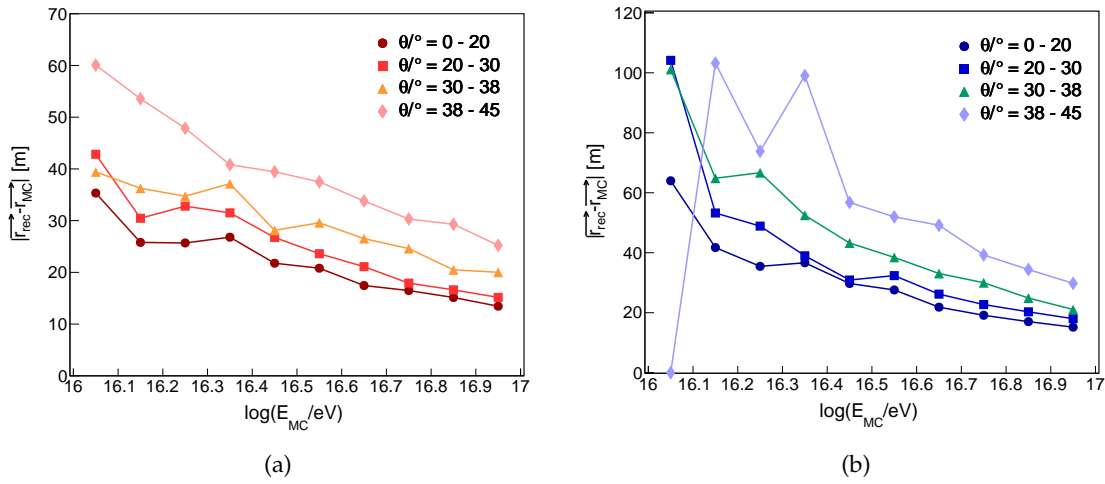 70
60
50
40
30
20
10
0
|r_rec-r_MC| [m]
θ/° = 0 - 20
θ/° = 20 - 30
θ/° = 30 - 38
θ/° = 38 - 45
16 16.1 16.2 16.3 16.4 16.5 16.6 16.7 16.8 16.9 17
log(E_MC/eV)
(a)
120
100
80
60
40
20
0
|r_rec-r_MC| [m]
θ/° = 0 - 20
θ/° = 20 - 30
θ/° = 30 - 38
θ/° = 38 - 45
16 16.1 16.2 16.3 16.4 16.5 16.6 16.7 16.8 16.9 17
log(E_MC/eV)
(b)